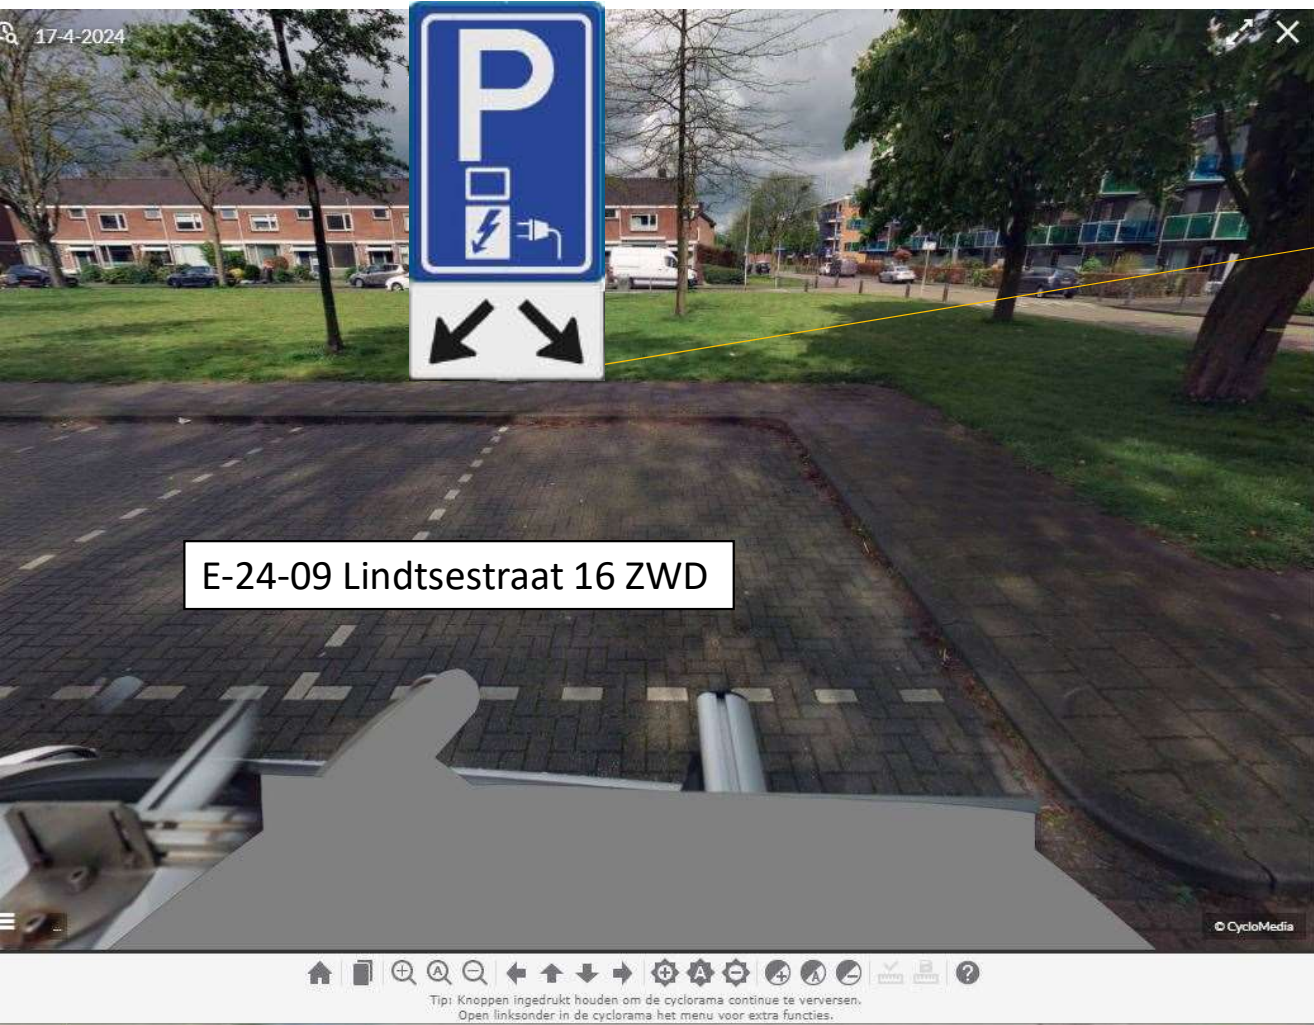 17-4-2024
P
E-24-09 Lindtsestraat 16 ZWD
© CycloMedia
Tip: Knoppen ingedrukt houden om de cyclorama continue te verversen.
Open linksonder in de cyclorama het menu voor extra functies.